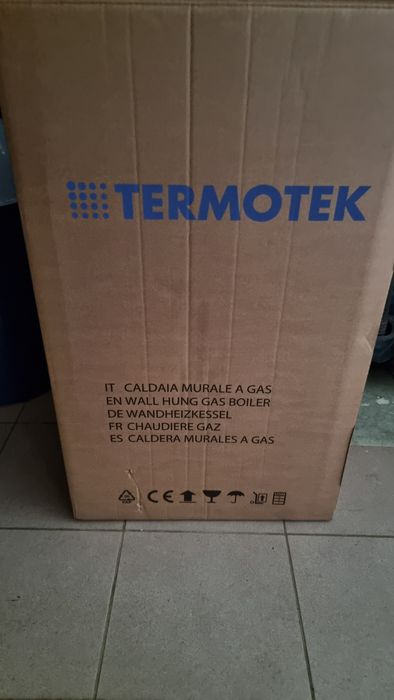 TERMOTEK
IT CALDAIA MURALE A GAS
EN WALL HUNG GAS BOILER
DE WANDHEIZKESSEL
FR CHAUDIERE GAZ
ES CALDERA MURALES A GAS
CE